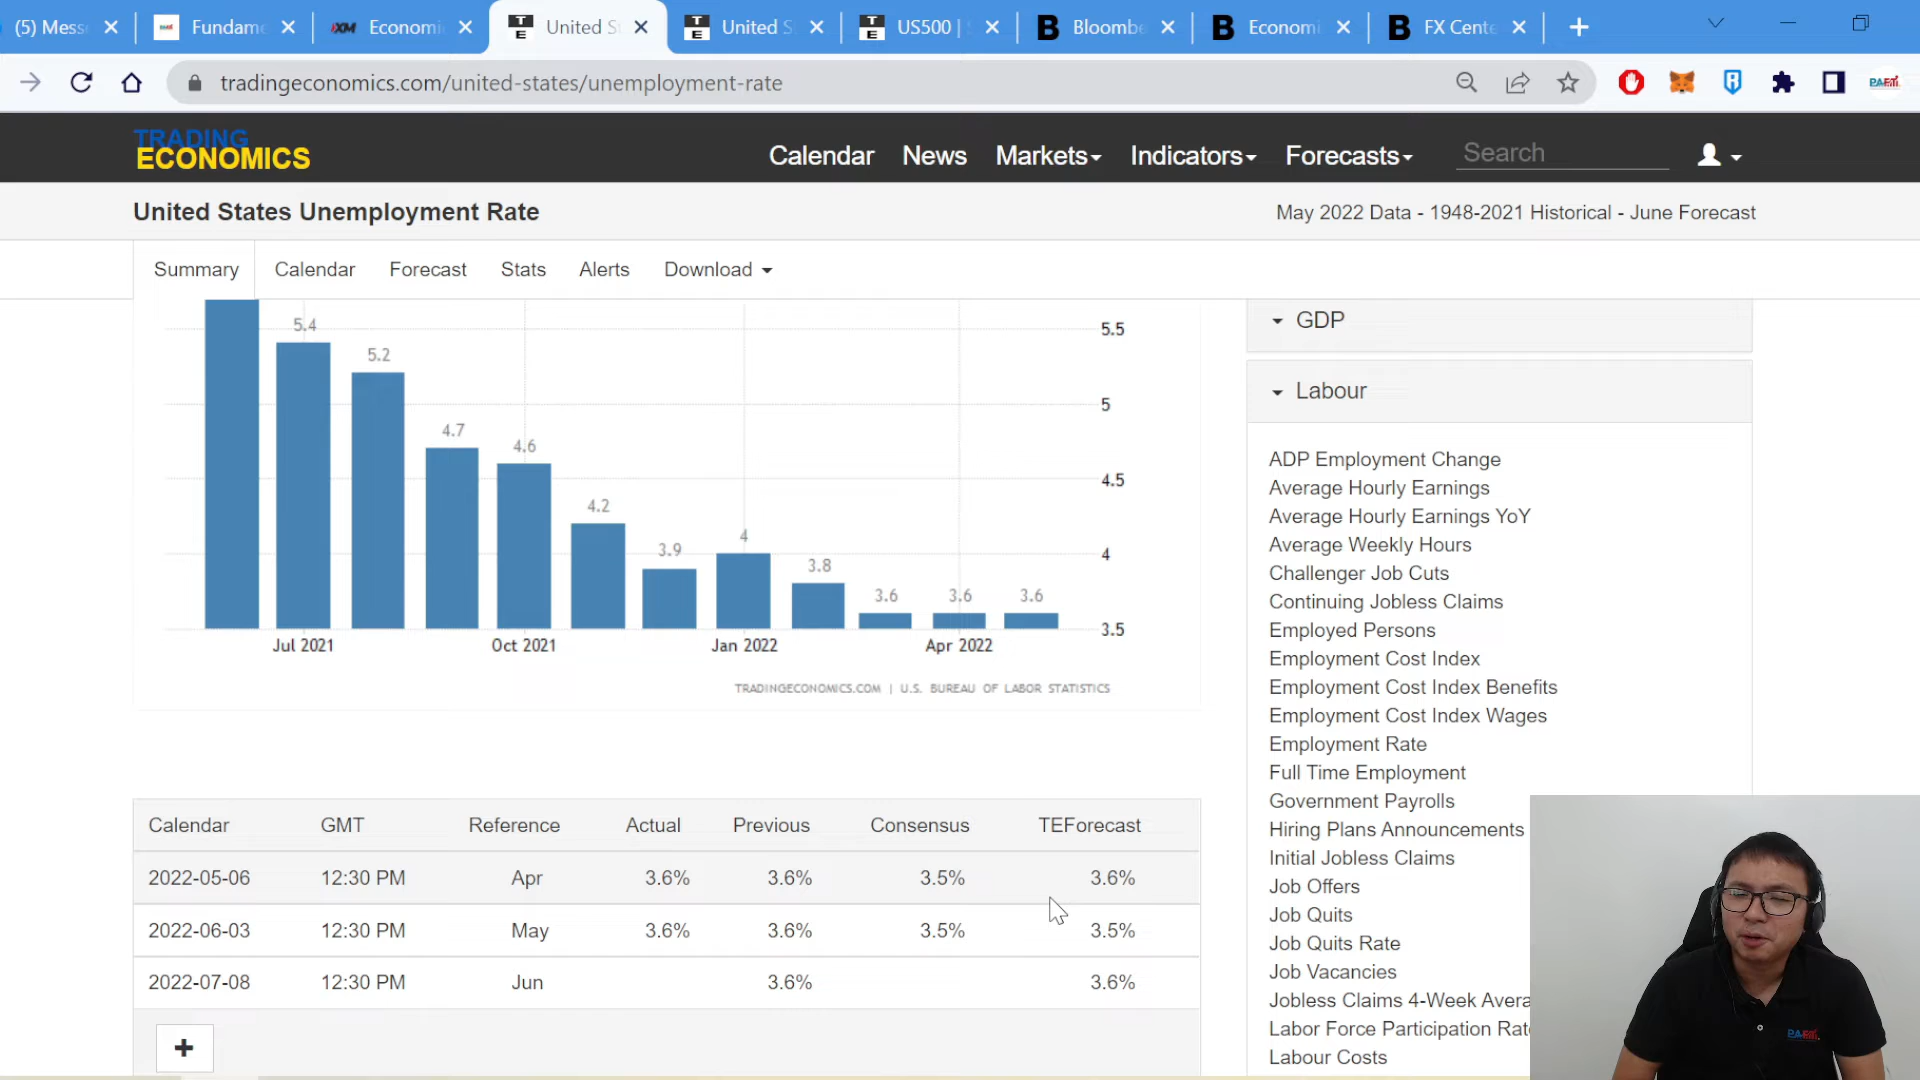 (5) Mess
Fundam
XM
Economi
United S
United S
US500 |
Bloombe
Economi
FX Cente
tradingeconomics.com/united-states/unemployment-rate
PAFTI
TRADING
ECONOMICS
Calendar
News
Markets
Indicators
Forecasts
Search
United States Unemployment Rate
May 2022 Data - 1948-2021 Historical - June Forecast
Summary
Calendar
Forecast
Stats
Alerts
Download
5.4
5.2
4.7
4.6
4.2
3.9
4
3.8
3.6
3.6
3.6
5.5
5
4.5
4
3.5
Jul 2021
Oct 2021
Jan 2022
Apr 2022
TRADINGECONOMICS.COM | U.S. BUREAU OF LABOR STATISTICS
Calendar GMT Reference Actual Previous Consensus TEForecast
2022-05-06 12:30 PM Apr 3.6% 3.6% 3.5% 3.6%
2022-06-03 12:30 PM May 3.6% 3.6% 3.5% 3.5%
2022-07-08 12:30 PM Jun 3.6% 3.6%
GDP
Labour
ADP Employment Change
Average Hourly Earnings
Average Hourly Earnings YoY
Average Weekly Hours
Challenger Job Cuts
Continuing Jobless Claims
Employed Persons
Employment Cost Index
Employment Cost Index Benefits
Employment Cost Index Wages
Employment Rate
Full Time Employment
Government Payrolls
Hiring Plans Announcements
Initial Jobless Claims
Job Offers
Job Quits
Job Quits Rate
Job Vacancies
Jobless Claims 4-Week Avera
Labor Force Participation Rat
Labour Costs